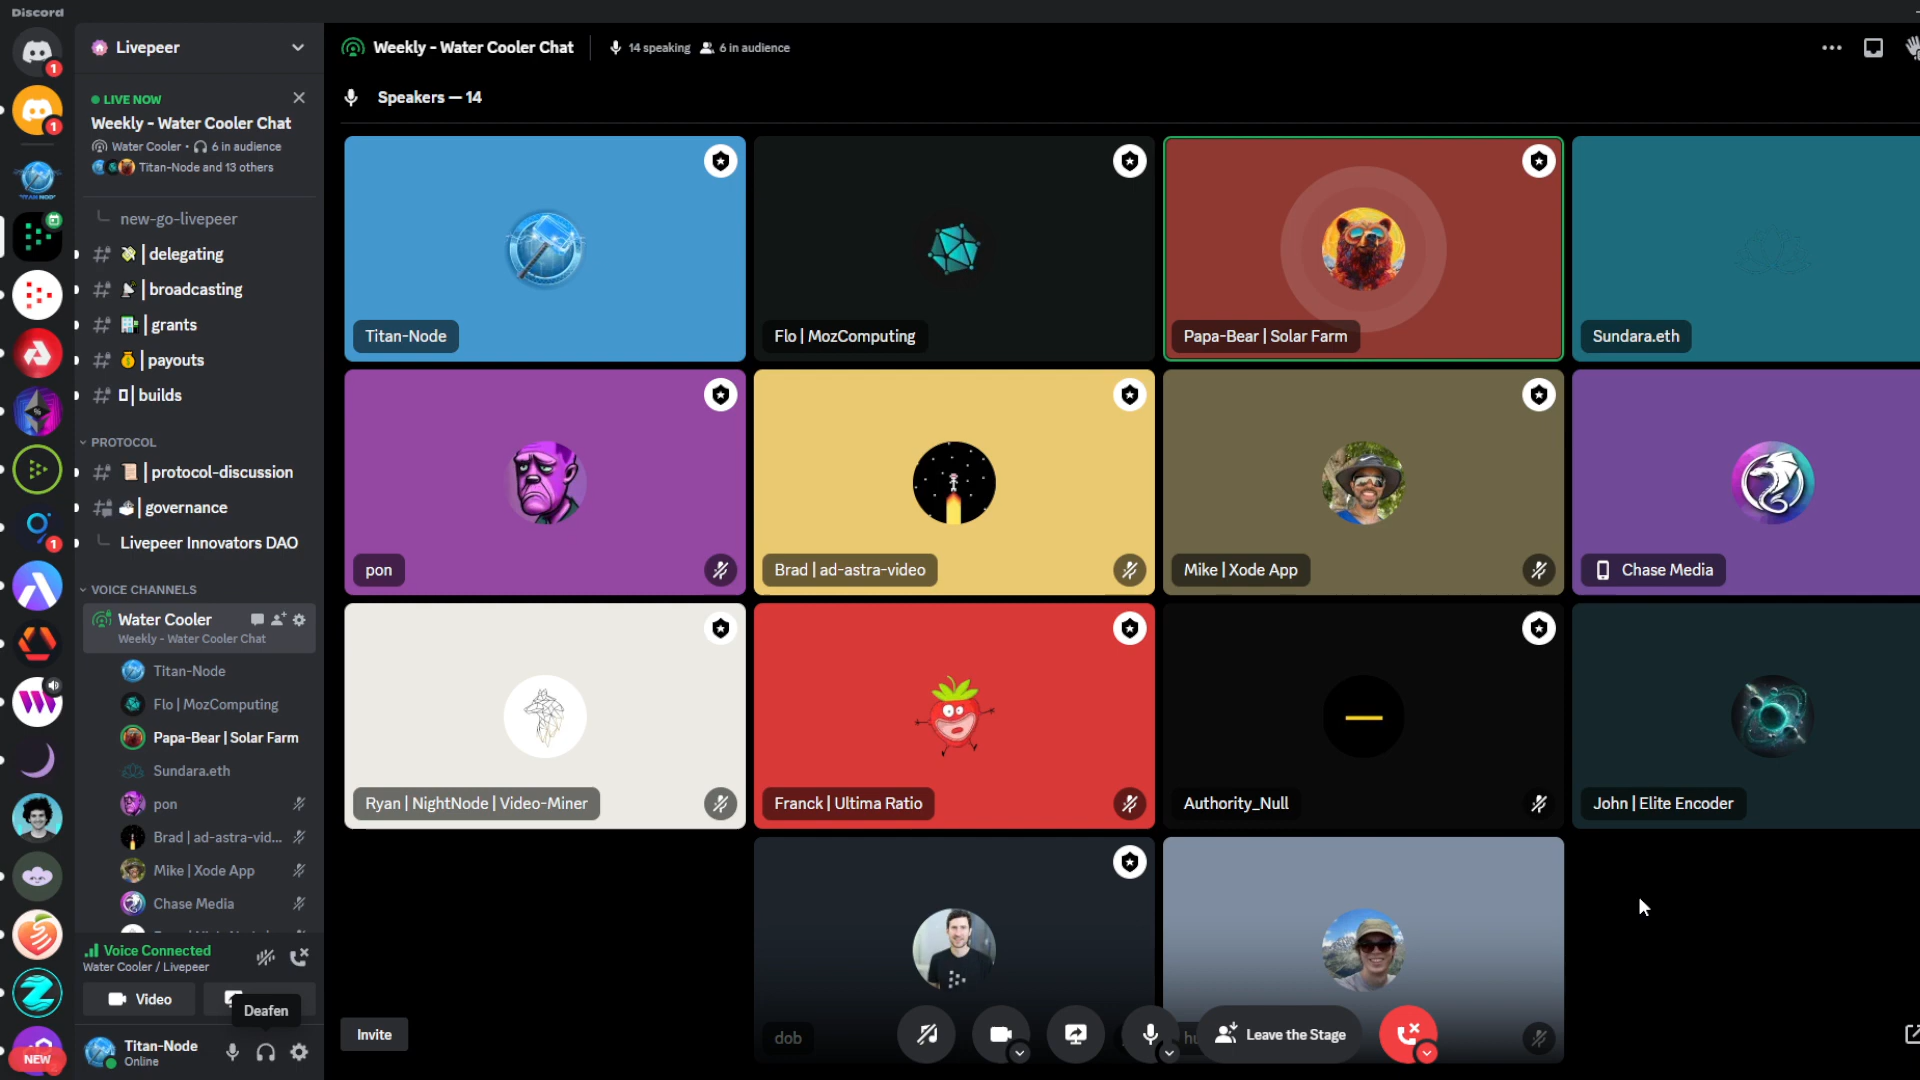 Discord
Livepeer
LIVE NOW
Weekly - Water Cooler Chat
Water Cooler • 6 in audience
Titan-Node and 13 others
new-go-livepeer
delegating
broadcasting
grants
payouts
builds
PROTOCOL
protocol-discussion
governance
Livepeer Innovators DAO
VOICE CHANNELS
Water Cooler
Weekly - Water Cooler Chat
Titan-Node
Flo | MozComputing
Papa-Bear | Solar Farm
Sundara.eth
pon
Brad | ad-astra-vid...
Mike | Xode App
Chase Media
Voice Connected
Water Cooler / Livepeer
Video
Deafen
Titan-Node
Online
NEW
1
1
1
Weekly - Water Cooler Chat
14 speaking
6 in audience
Speakers — 14
Titan-Node
Flo | MozComputing
Papa-Bear | Solar Farm
Sundara.eth
pon
Brad | ad-astra-video
Mike | Xode App
Chase Media
Ryan | NightNode | Video-Miner
Franck | Ultima Ratio
Authority_Null
John | Elite Encoder
Invite
dob
Leave the Stage